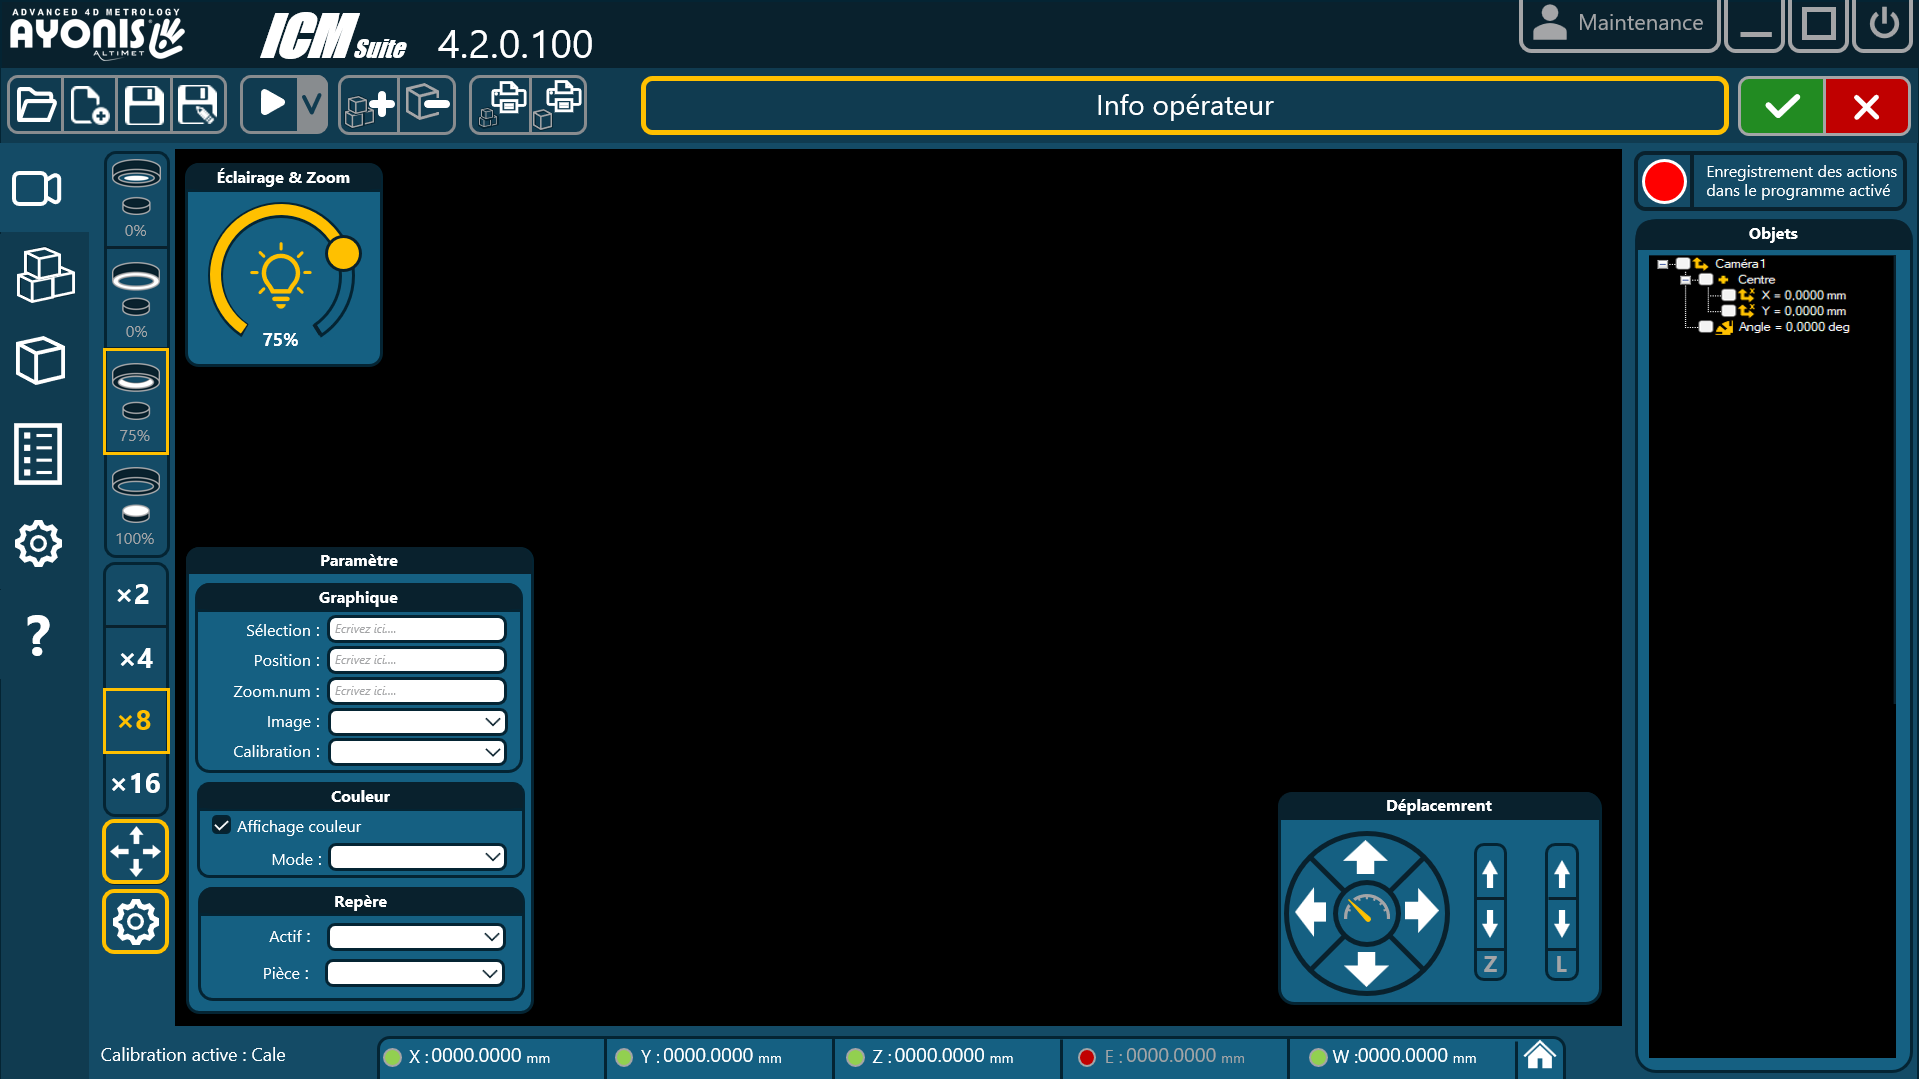 ADVANCED 4D METROLOGY
AYONIS
ALTIMET
ICM Suite
4.2.0.100
Maintenance
V
Info opérateur
Éclairage & Zoom
75%
0%
0%
75%
100%
×2
×4
×8
×16
?
Paramètre
Graphique
Sélection : Ecrivez ici....
Position : Ecrivez ici....
Zoom.num : Ecrivez ici....
Image :
Calibration :
Couleur
Affichage couleur
Mode :
Repère
Actif :
Pièce :
Déplacemrent
Z
L
Enregistrement des actions
dans le programme activé
Objets
Caméra1
Centre
X = 0,0000 mm
Y = 0,0000 mm
Angle = 0,0000 deg
Calibration active : Cale
X : 0000.0000 mm
Y : 0000.0000 mm
Z : 0000.0000 mm
E : 0000.0000 mm
W :0000.0000 mm